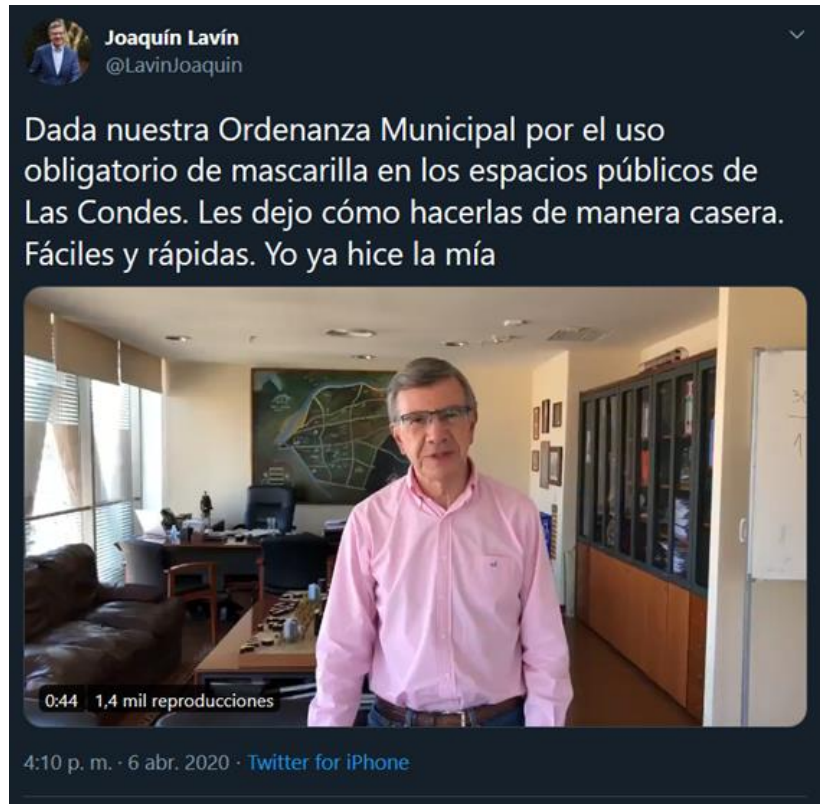 Joaquín Lavín
@LavinJoaquin
Dada nuestra Ordenanza Municipal por el uso
obligatorio de mascarilla en los espacios públicos de
Las Condes. Les dejo cómo hacerlas de manera casera.
Fáciles y rápidas. Yo ya hice la mía
0:44 1,4 mil reproducciones
4:10 p. m. · 6 abr. 2020 · Twitter for iPhone